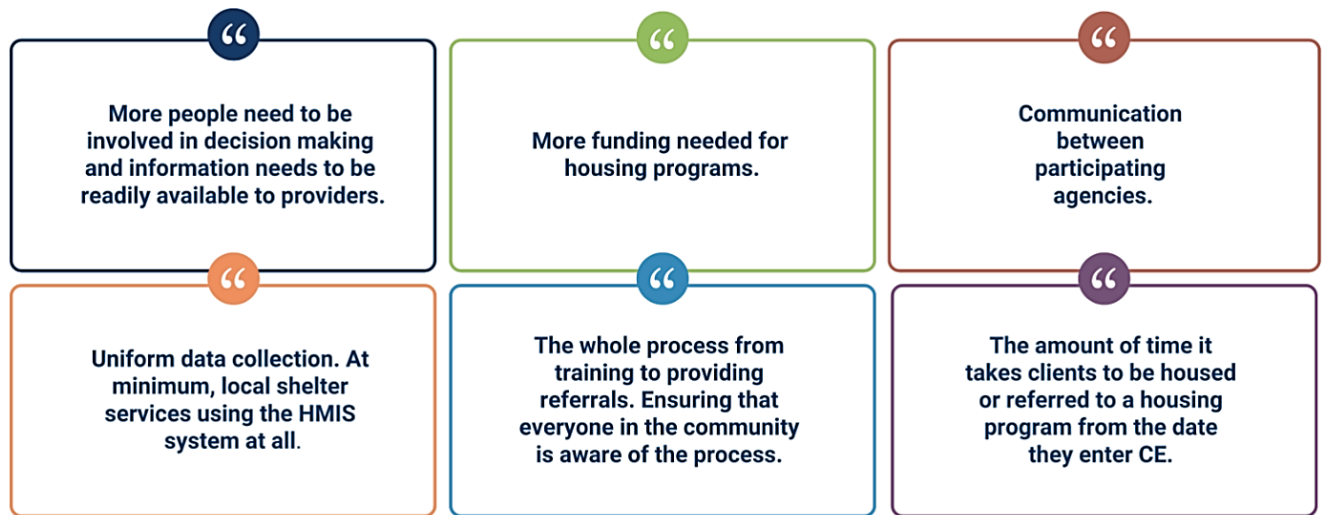 “
More people need to be
involved in decision making
and information needs to be
readily available to providers.
“
More funding needed for
housing programs.
“
Communication
between
participating
agencies.
“
Uniform data collection. At
minimum, local shelter
services using the HMIS
system at all.
“
The whole process from
training to providing
referrals. Ensuring that
everyone in the community
is aware of the process.
“
The amount of time it
takes clients to be housed
or referred to a housing
program from the date
they enter CE.